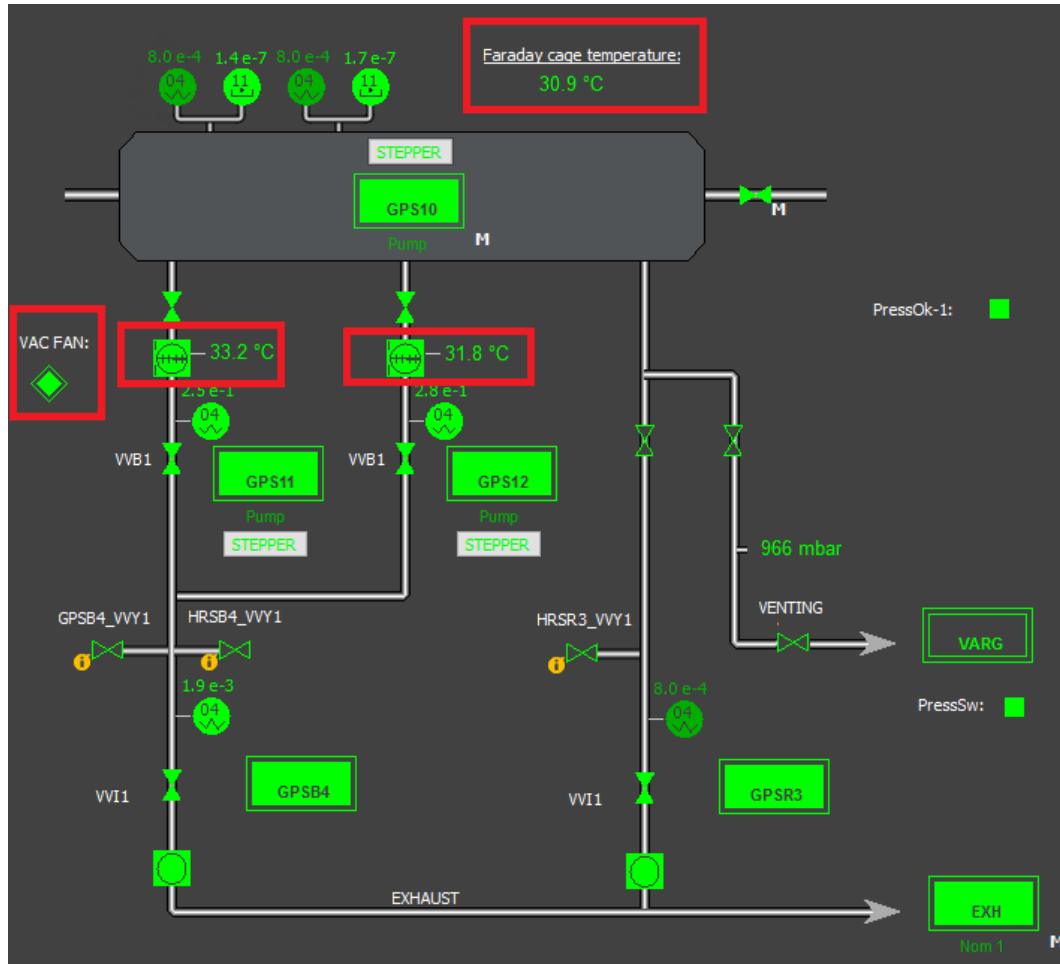 Faraday cage temperature:
30.9 °C
8.0 e-4 1.4 e-7 8.0 e-4 1.7 e-7
04 11 04 11
STEPPER
GPS10
Pump M
M
PressOk-1:
VAC FAN:
33.2 °C
31.8 °C
2.5 e-1
2.8 e-1
04
04
VVB1
VVB1
GPS11
GPS12
Pump
Pump
STEPPER
STEPPER
966 mbar
GPSB4_VVY1 HRSB4_VVY1
HRSR3_VVY1
VENTING
VARG
i
i
i
1.9 e-3
04
8.0 e-4
04
PressSw:
VVI1
GPSB4
VVI1
GPSR3
EXHAUST
EXH
Nom 1
M